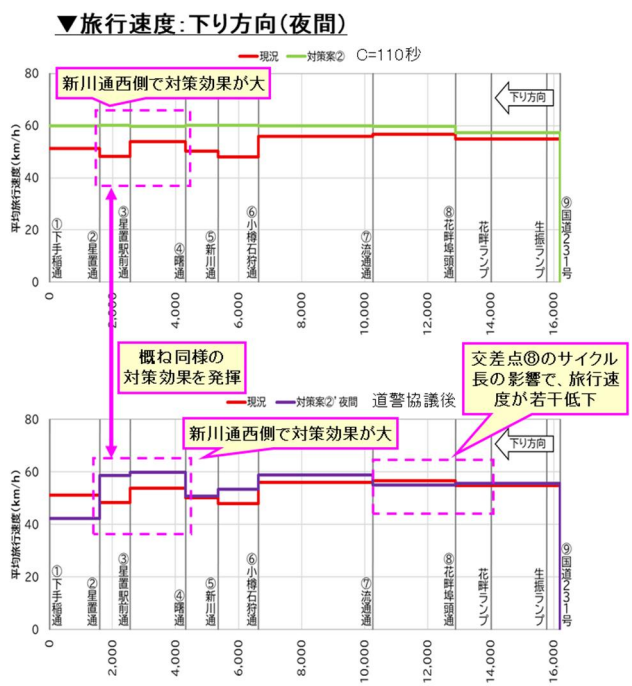 ▼旅行速度：下り方向（夜間）
現況 対策案② C=110秒
新川通西側で対策効果が大
下り方向
平均旅行速度(km/h)
80
60
40
20
0
①下手稲通
②星置通
③星置駅前通
④曙通
⑤新川通
⑥小樽石狩通
⑦流通通
⑧花畔埠頭通
花畔ランプ
生振ランプ
⑨国道231号
0
2,000
4,000
6,000
8,000
10,000
12,000
14,000
16,000
概ね同様の
対策効果を発揮
交差点⑧のサイクル
長の影響で、旅行速
度が若干低下
現況 対策案②'夜間 道警協議後
新川通西側で対策効果が大
下り方向
平均旅行速度(km/h)
80
60
40
20
0
①下手稲通
②星置通
③星置駅前通
④曙通
⑤新川通
⑥小樽石狩通
⑦流通通
⑧花畔埠頭通
花畔ランプ
生振ランプ
⑨国道231号
0
2,000
4,000
6,000
8,000
10,000
12,000
14,000
16,000